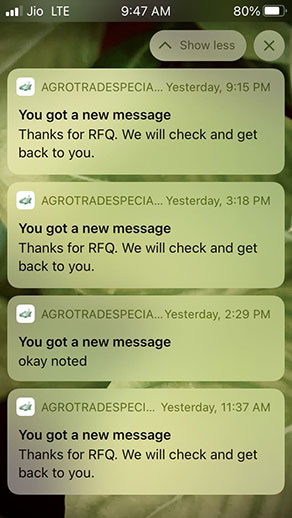 Jio LTE 9:47 AM 80%
Show less
AGROTRADESPECIA... Yesterday, 9:15 PM
You got a new message
Thanks for RFQ. We will check and get
back to you.
AGROTRADESPECIA... Yesterday, 3:18 PM
You got a new message
Thanks for RFQ. We will check and get
back to you.
AGROTRADESPECIA... Yesterday, 2:29 PM
You got a new message
okay noted
AGROTRADESPECI... Yesterday, 11:37 AM
You got a new message
Thanks for RFQ. We will check and get
back to you.